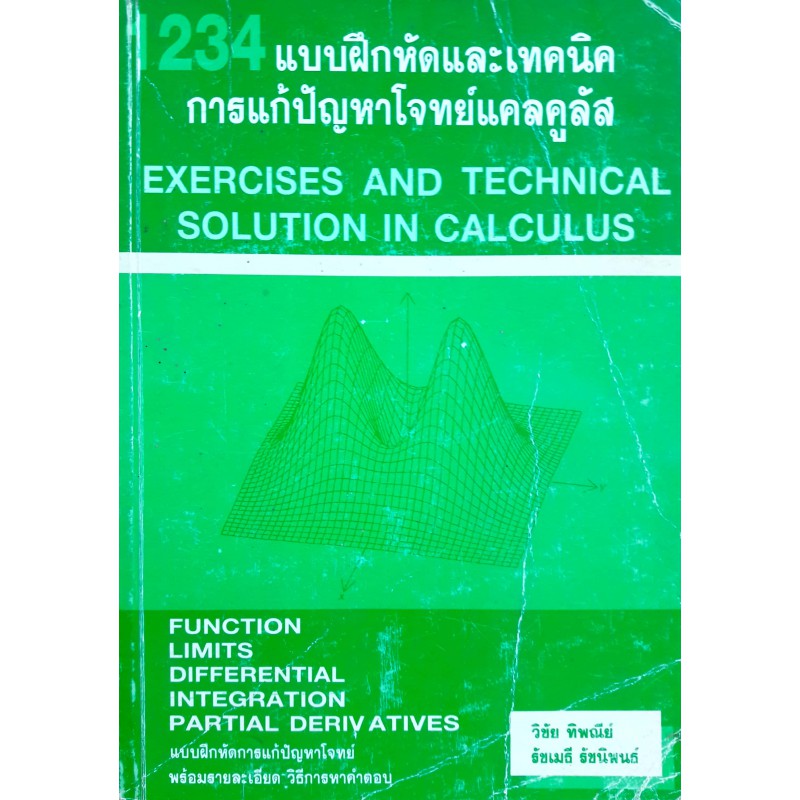 1234 แบบฝึกหัดและเทคนิค
การแก้ปัญหาโจทย์แคลคูลัส
EXERCISES AND TECHNICAL
SOLUTION IN CALCULUS
Y
X
FUNCTION
LIMITS
DIFFERENTIAL
INTEGRATION
PARTIAL DERIVATIVES
แบบฝึกหัดการแก้ปัญหาโจทย์
พร้อมรายละเอียด วิธีการหาคำตอบ
วิชัย ทิพณีย์
รัชเมธี รัชนิพนธ์